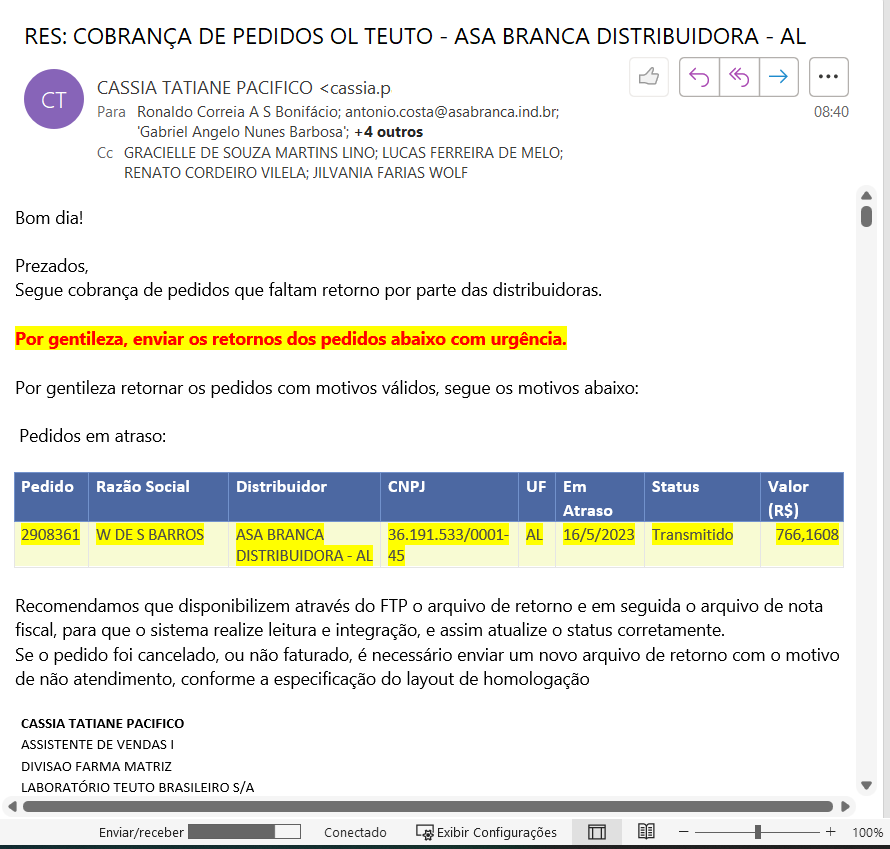 RES: COBRANÇA DE PEDIDOS OL TEUTO - ASA BRANCA DISTRIBUIDORA - AL
CT
CASSIA TATIANE PACIFICO <cassia.p
Para Ronaldo Correia A S Bonifácio; antonio.costa@asabranca.ind.br;
'Gabriel Angelo Nunes Barbosa'; +4 outros
08:40
Cc GRACIELLE DE SOUZA MARTINS LINO; LUCAS FERREIRA DE MELO;
RENATO CORDEIRO VILELA; JILVANIA FARIAS WOLF
Bom dia!
Prezados,
Segue cobrança de pedidos que faltam retorno por parte das distribuidoras.
Por gentileza, enviar os retornos dos pedidos abaixo com urgência.
Por gentileza retornar os pedidos com motivos válidos, segue os motivos abaixo:
Pedidos em atraso:
Pedido Razão Social Distribuidor CNPJ UF Em Status Valor
Atraso (R$)
2908361 W DE S BARROS ASA BRANCA 36.191.533/0001- AL 16/5/2023 Transmitido 766,1608
DISTRIBUIDORA - AL 45
Recomendamos que disponibilizem através do FTP o arquivo de retorno e em seguida o arquivo de nota
fiscal, para que o sistema realize leitura e integração, e assim atualize o status corretamente.
Se o pedido foi cancelado, ou não faturado, é necessário enviar um novo arquivo de retorno com o motivo
de não atendimento, conforme a especificação do layout de homologação
CASSIA TATIANE PACIFICO
ASSISTENTE DE VENDAS I
DIVISAO FARMA MATRIZ
LABORATÓRIO TEUTO BRASILEIRO S/A
Enviar/receber Conectado Exibir Configurações 100%